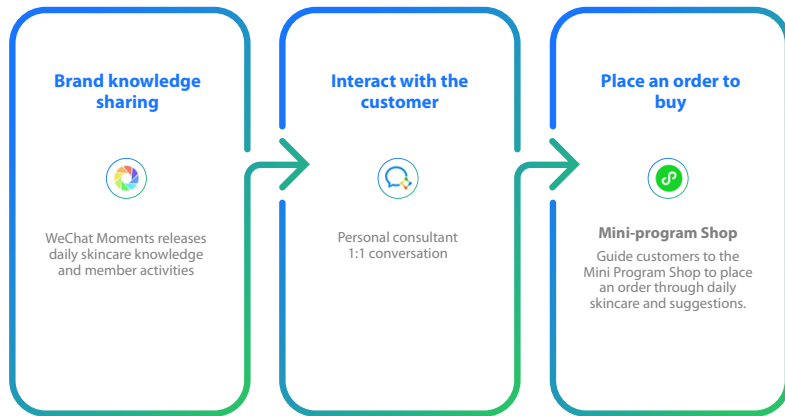 Brand knowledge
sharing
WeChat Moments releases
daily skincare knowledge
and member activities
Interact with the
customer
Personal consultant
1:1 conversation
Place an order to
buy
Mini-program Shop
Guide customers to the
Mini Program Shop to place
an order through daily
skincare and suggestions.